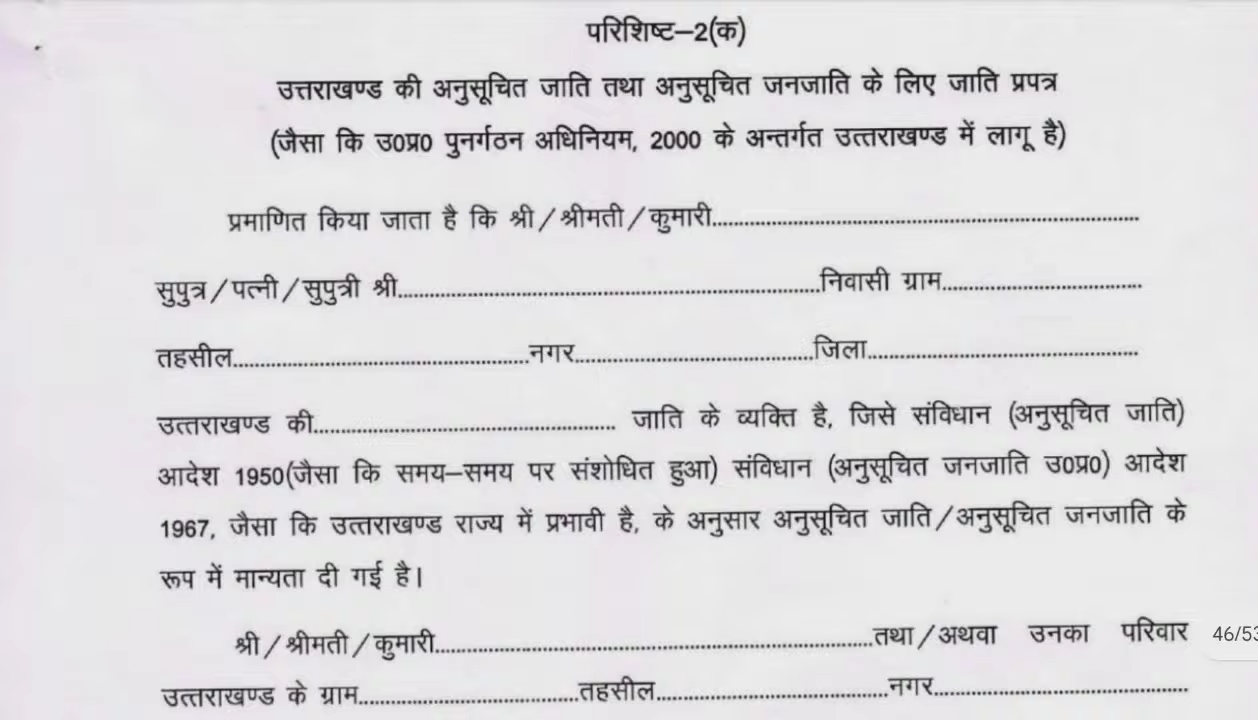 परिशिष्ट–2(क)
उत्तराखण्ड की अनुसूचित जाति तथा अनुसूचित जनजाति के लिए जाति प्रपत्र
(जैसा कि उ0प्र0 पुनर्गठन अधिनियम, 2000 के अन्तर्गत उत्तराखण्ड में लागू है)
प्रमाणित किया जाता है कि श्री/श्रीमती/कुमारी..........................................................................
सुपुत्र/पत्नी/सुपुत्री श्री..........................................................................निवासी ग्राम...................................
तहसील....................................................नगर..........................................जिला................................................
उत्तराखण्ड की..................................................... जाति के व्यक्ति है, जिसे संविधान (अनुसूचित जाति)
आदेश 1950(जैसा कि समय–समय पर संशोधित हुआ) संविधान (अनुसूचित जनजाति उ0प्र0) आदेश
1967, जैसा कि उत्तराखण्ड राज्य में प्रभावी है, के अनुसार अनुसूचित जाति/अनुसूचित जनजाति के
रूप में मान्यता दी गई है।
श्री/श्रीमती/कुमारी.............................................................................तथा/अथवा उनका परिवार
उत्तराखण्ड के ग्राम.......................................तहसील.........................................नगर.............................................
46/53